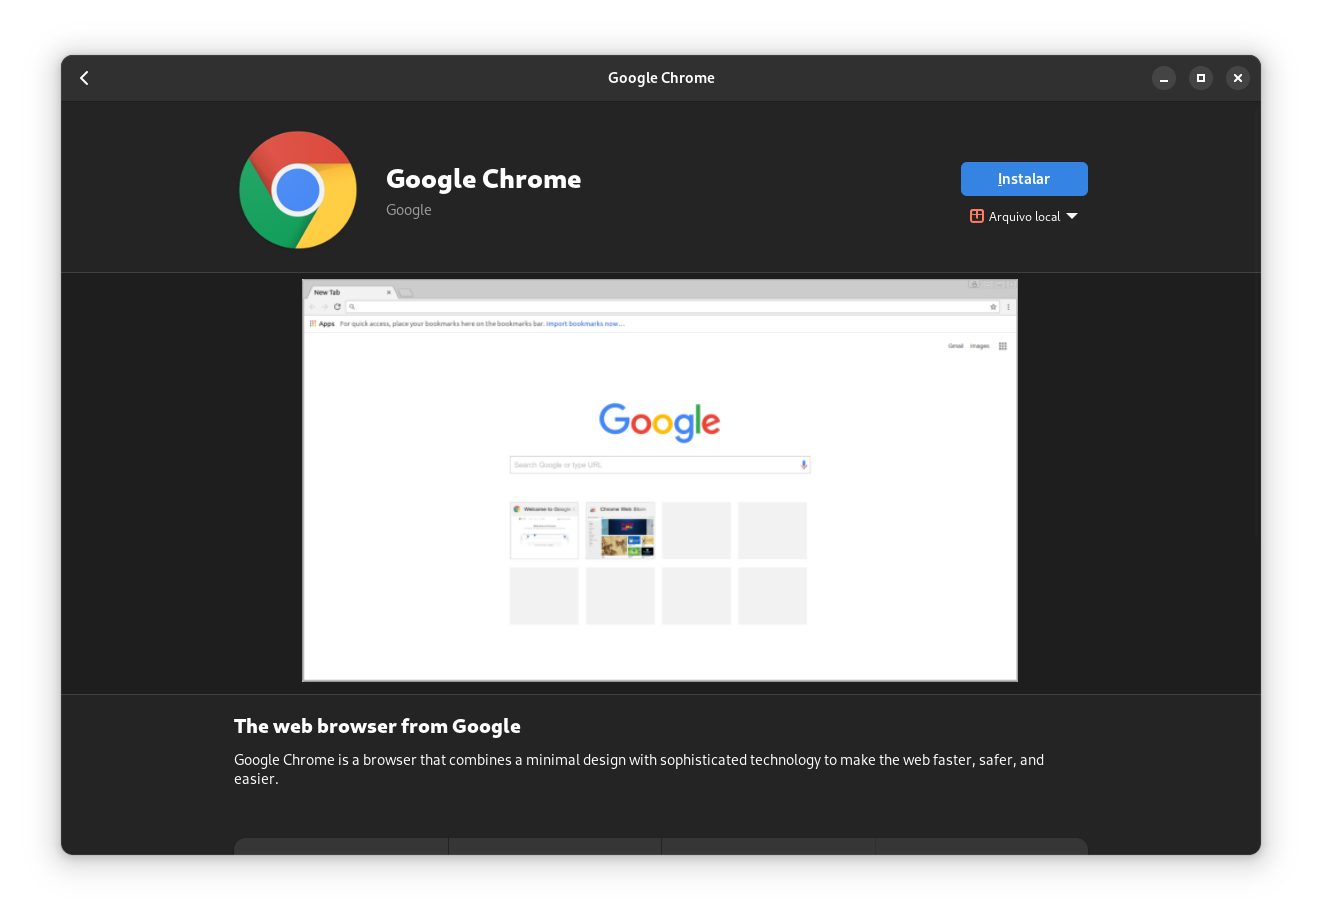 Google Chrome
Google Chrome
Google
Instalar
Arquivo local
New Tab
Apps For quick access, place your bookmarks here on the bookmarks bar. Import bookmarks now...
Gmail Images
Google
Search Google or type URL
Welcome to Google
Chrome Web Store
The web browser from Google
Google Chrome is a browser that combines a minimal design with sophisticated technology to make the web faster, safer, and
easier.